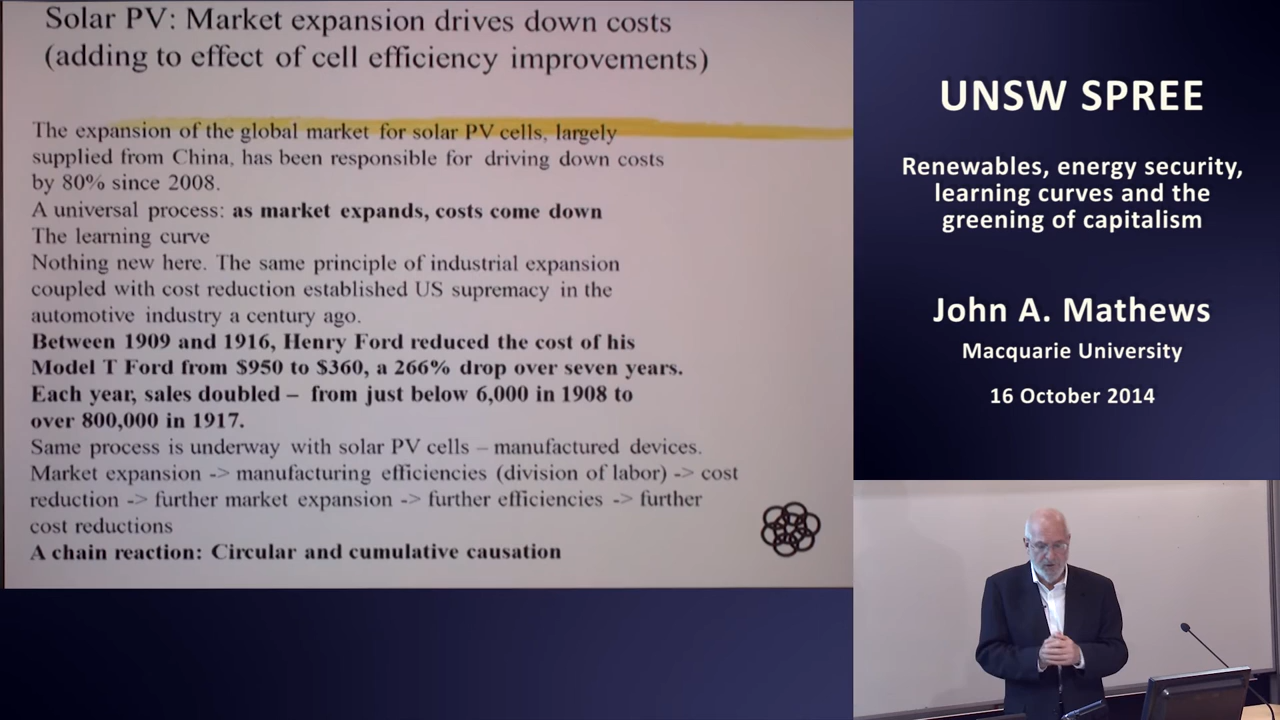 Solar PV: Market expansion drives down costs
(adding to effect of cell efficiency improvements)
The expansion of the global market for solar PV cells, largely
supplied from China, has been responsible for driving down costs
by 80% since 2008.
A universal process: as market expands, costs come down
The learning curve
Nothing new here. The same principle of industrial expansion
coupled with cost reduction established US supremacy in the
automotive industry a century ago.
Between 1909 and 1916, Henry Ford reduced the cost of his
Model T Ford from $950 to $360, a 266% drop over seven years.
Each year, sales doubled – from just below 6,000 in 1908 to
over 800,000 in 1917.
Same process is underway with solar PV cells – manufactured devices.
Market expansion -> manufacturing efficiencies (division of labor) -> cost
reduction -> further market expansion -> further efficiencies -> further
cost reductions
A chain reaction: Circular and cumulative causation
UNSW SPREE
Renewables, energy security,
learning curves and the
greening of capitalism
John A. Mathews
Macquarie University
16 October 2014